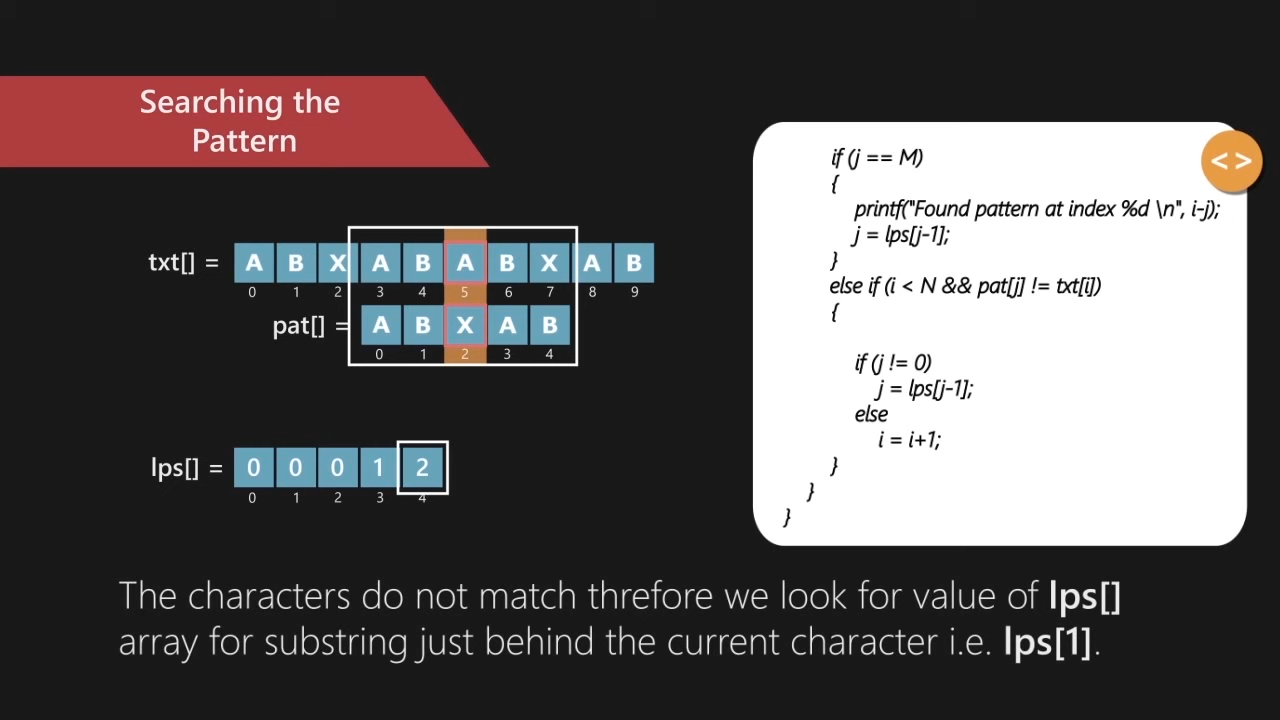 Searching the
Pattern
txt[] = A B X A B A B X A B
0 1 2 3 4 5 6 7 8 9
pat[] = A B X A B
0 1 2 3 4
lps[] = 0 0 0 1 2
0 1 2 3 4
< >
if (j == M)
{
printf("Found pattern at index %d \n", i-j);
j = lps[j-1];
}
else if (i < N && pat[j] != txt[i])
{
if (j != 0)
j = lps[j-1];
else
i = i+1;
}
}
}
The characters do not match threfore we look for value of lps[]
array for substring just behind the current character i.e. lps[1].